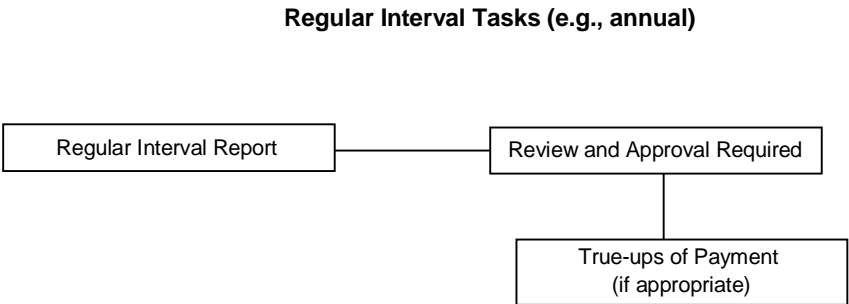 Regular Interval Tasks (e.g., annual)
Regular Interval Report
Review and Approval Required
True-ups of Payment
(if appropriate)